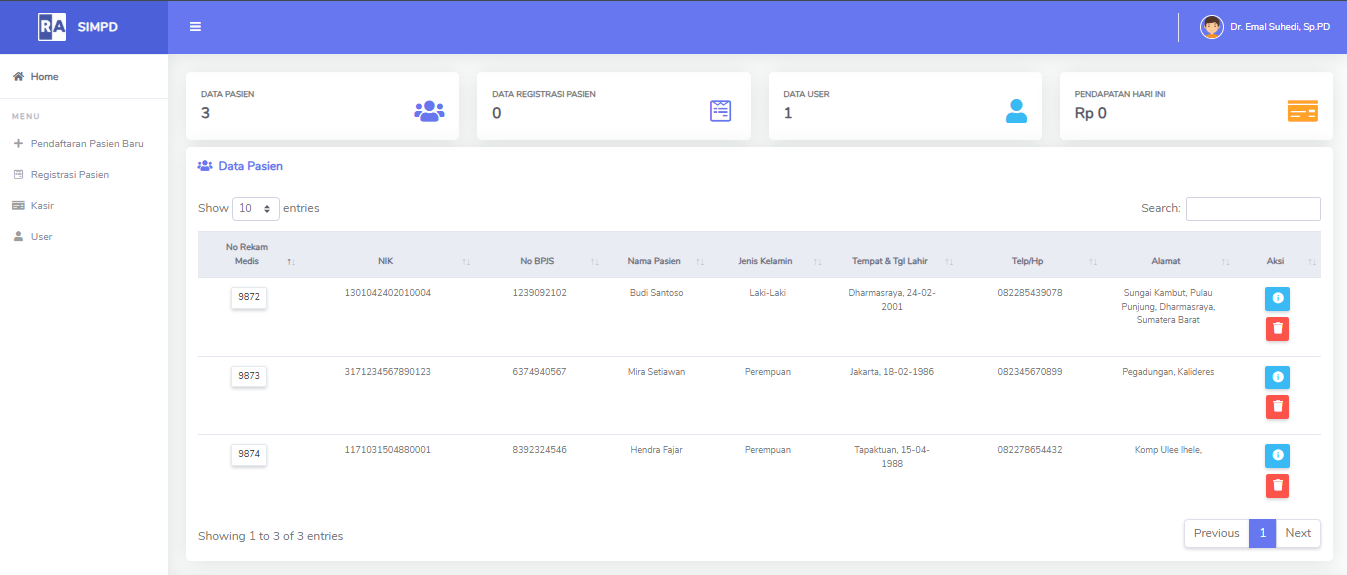 RA SIMPD
Dr. Emal Suhedi, Sp.PD
Home
MENU
Pendaftaran Pasien Baru
Registrasi Pasien
Kasir
User
DATA PASIEN
3
DATA REGISTRASI PASIEN
0
DATA USER
1
PENDAPATAN HARI INI
Rp 0
Data Pasien
Show 10 entries
Search:
No Rekam
Medis NIK No BPJS Nama Pasien Jenis Kelamin Tempat & Tgl Lahir Telp/Hp Alamat Aksi
9872 1301042402010004 1239092102 Budi Santoso Laki-Laki Dharmasraya, 24-02-
2001 082285439078 Sungai Kambut, Pulau
Punjung, Dharmasraya,
Sumatera Barat
9873 3171234567890123 6374940567 Mira Setiawan Perempuan Jakarta, 18-02-1986 082345670899 Pegadungan, Kalideres
9874 1171031504880001 8392324546 Hendra Fajar Perempuan Tapaktuan, 15-04-
1988 082278654432 Komp Ulee lhele,
Showing 1 to 3 of 3 entries
Previous 1 Next